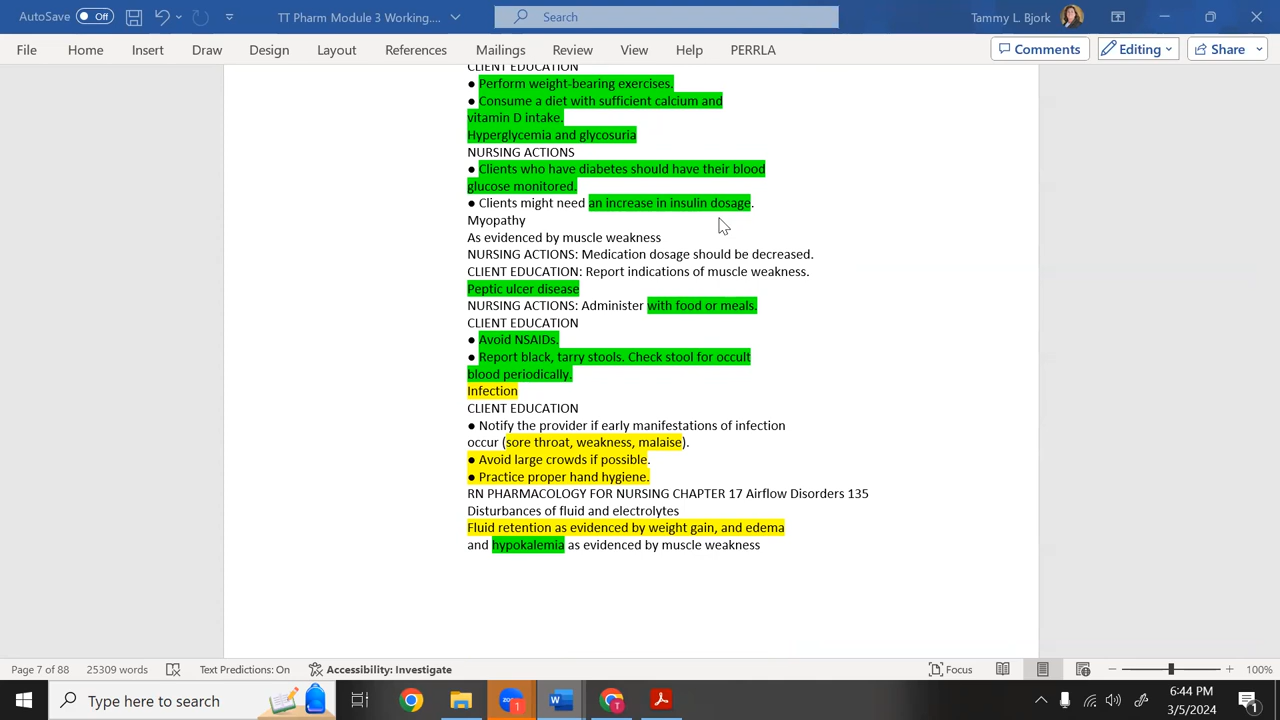 AutoSave Off TT Pharm Module 3 Working.... Search Tammy L. Bjork
File Home Insert Draw Design Layout References Mailings Review View Help PERRLA Comments Editing Share
CLIENT EDUCATION
● Perform weight-bearing exercises.
● Consume a diet with sufficient calcium and
vitamin D intake.
Hyperglycemia and glycosuria
NURSING ACTIONS
● Clients who have diabetes should have their blood
glucose monitored.
● Clients might need an increase in insulin dosage.
Myopathy
As evidenced by muscle weakness
NURSING ACTIONS: Medication dosage should be decreased.
CLIENT EDUCATION: Report indications of muscle weakness.
Peptic ulcer disease
NURSING ACTIONS: Administer with food or meals.
CLIENT EDUCATION
● Avoid NSAIDs.
● Report black, tarry stools. Check stool for occult
blood periodically.
Infection
CLIENT EDUCATION
● Notify the provider if early manifestations of infection
occur (sore throat, weakness, malaise).
● Avoid large crowds if possible.
● Practice proper hand hygiene.
RN PHARMACOLOGY FOR NURSING CHAPTER 17 Airflow Disorders 135
Disturbances of fluid and electrolytes
Fluid retention as evidenced by weight gain, and edema
and hypokalemia as evidenced by muscle weakness
Page 7 of 88 25309 words Text Predictions: On Accessibility: Investigate Focus 100%
Type here to search
6:44 PM
3/5/2024